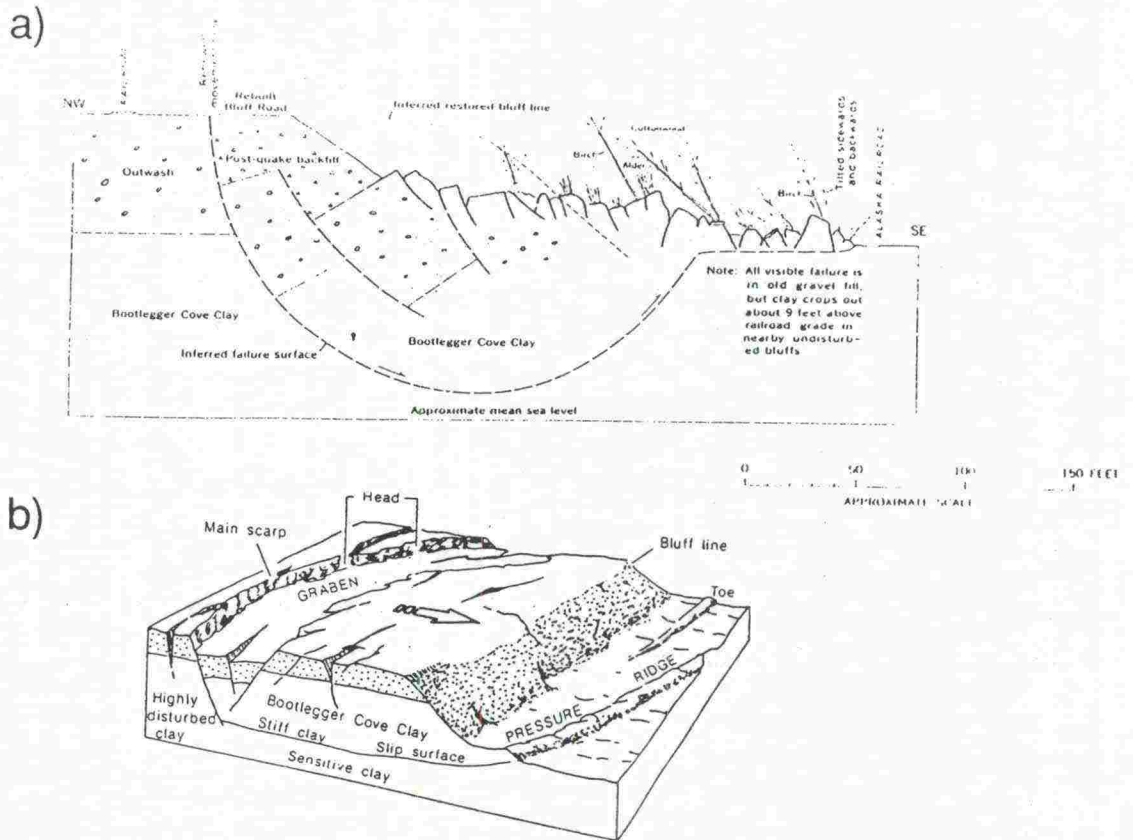 a)
NW
Rebuilt
Bluff Road
Inferred restored bluff line
Post-quake backfill
Outwash
Cottonwood
Birch
Alder
Birch
Tilted sideways
and backwards
ALASKA RAILROAD
SE
Note: All visible failure is
in old gravel fill,
but clay crops out
about 9 feet above
railroad grade in
nearby undisturb-
ed bluffs
Bootlegger Cove Clay
Bootlegger Cove Clay
Inferred failure surface
Approximate mean sea level
0 50 100 150 FEET
APPROXIMATE SCALE
b)
Head
Main scarp
GRABEN
Bluff line
Toe
PRESSURE RIDGE
Highly
disturbed
clay
Bootlegger Cove Clay
Stiff clay
Slip surface
Sensitive clay